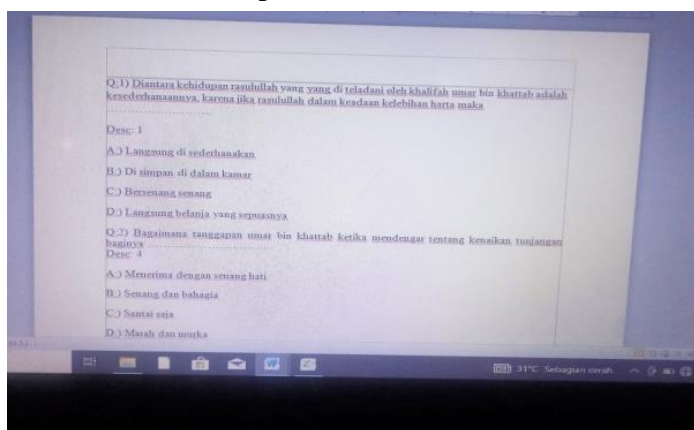 Q:1) Diantara kehidupan rasulullah yang yang di teladani oleh khalifah umar bin khattab adalah
kesederhanaannya, karena jika rasulullah dalam keadaan kelebihan harta maka
..............................
Desc: 1
A:) Langsung di sederhanakan
B:) Di simpan di dalam kamar
C:) Bersenang senang
D:) Langsung belanja yang sepuasnya
Q:2) Bagaimana tanggapan umar bin khattab ketika mendengar tentang kenaikan tunjangan
baginya ..............................
Desc: 4
A:) Menerima dengan senang hati
B:) Senang dan bahagia
C:) Santai saja
D:) Marah dan murka
31°C Sebagian cerah